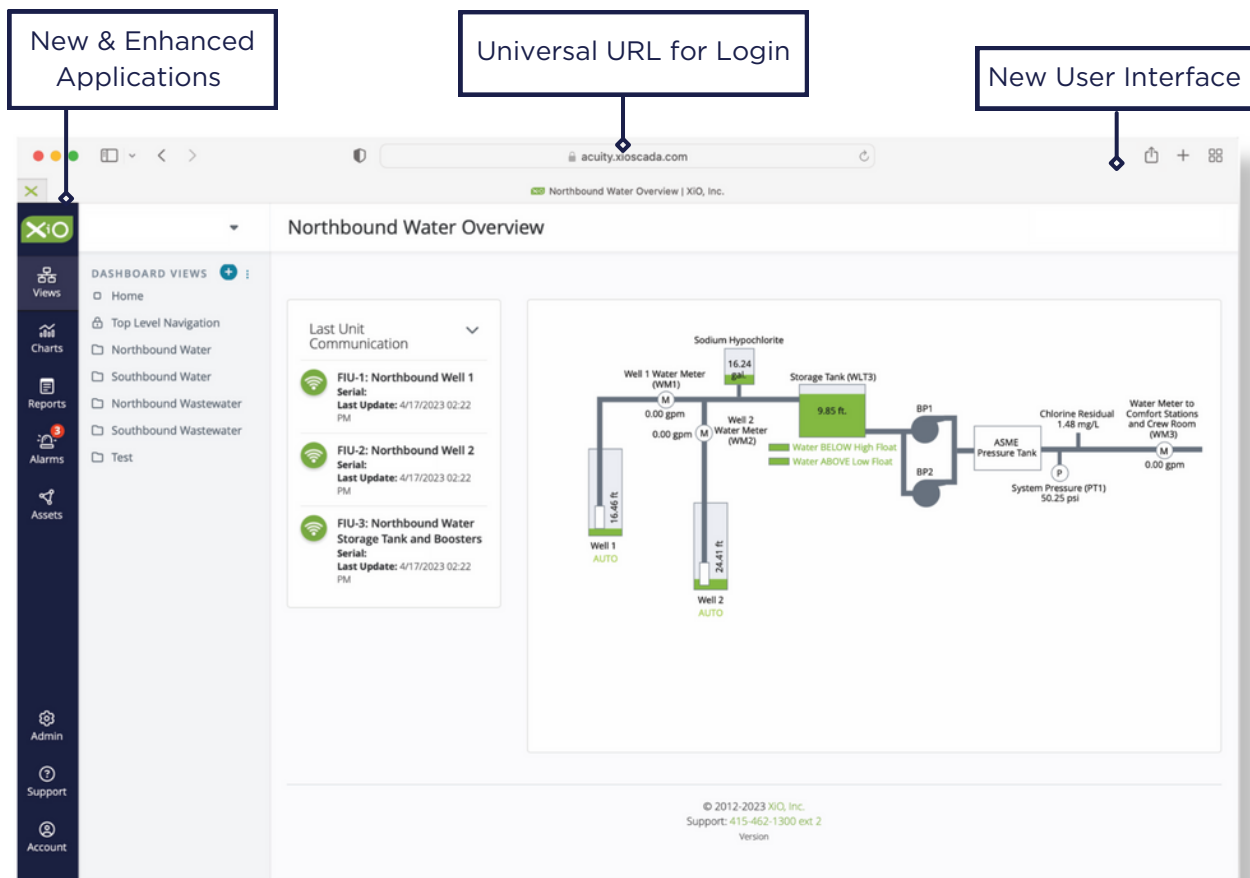 New & Enhanced
Applications
Universal URL for Login
New User Interface
acuity.xioscada.com
XiO Northbound Water Overview | XiO, Inc.
XiO
Northbound Water Overview
Views
Charts
Reports
3
Alarms
Assets
Admin
Support
Account
DASHBOARD VIEWS
Home
Top Level Navigation
Northbound Water
Southbound Water
Northbound Wastewater
Southbound Wastewater
Test
Last Unit
Communication
FIU-1: Northbound Well 1
Serial:
Last Update: 4/17/2023 02:22
PM
FIU-2: Northbound Well 2
Serial:
Last Update: 4/17/2023 02:22
PM
FIU-3: Northbound Water
Storage Tank and Boosters
Serial:
Last Update: 4/17/2023 02:22
PM
Sodium Hypochlorite
16.24
gal.
Well 1 Water Meter
(WM1)
M
0.00 gpm
Well 2
Water Meter
(WM2)
0.00 gpm
M
Storage Tank (WLT3)
9.85 ft.
Water BELOW High Float
Water ABOVE Low Float
BP1
BP2
ASME
Pressure Tank
Chlorine Residual
1.48 mg/L
P
System Pressure (PT1)
50.25 psi
Water Meter to
Comfort Stations
and Crew Room
(WM3)
M
0.00 gpm
16.46 ft
Well 1
AUTO
24.41 ft
Well 2
AUTO
© 2012-2023 XiO, Inc.
Support: 415-462-1300 ext 2
Version